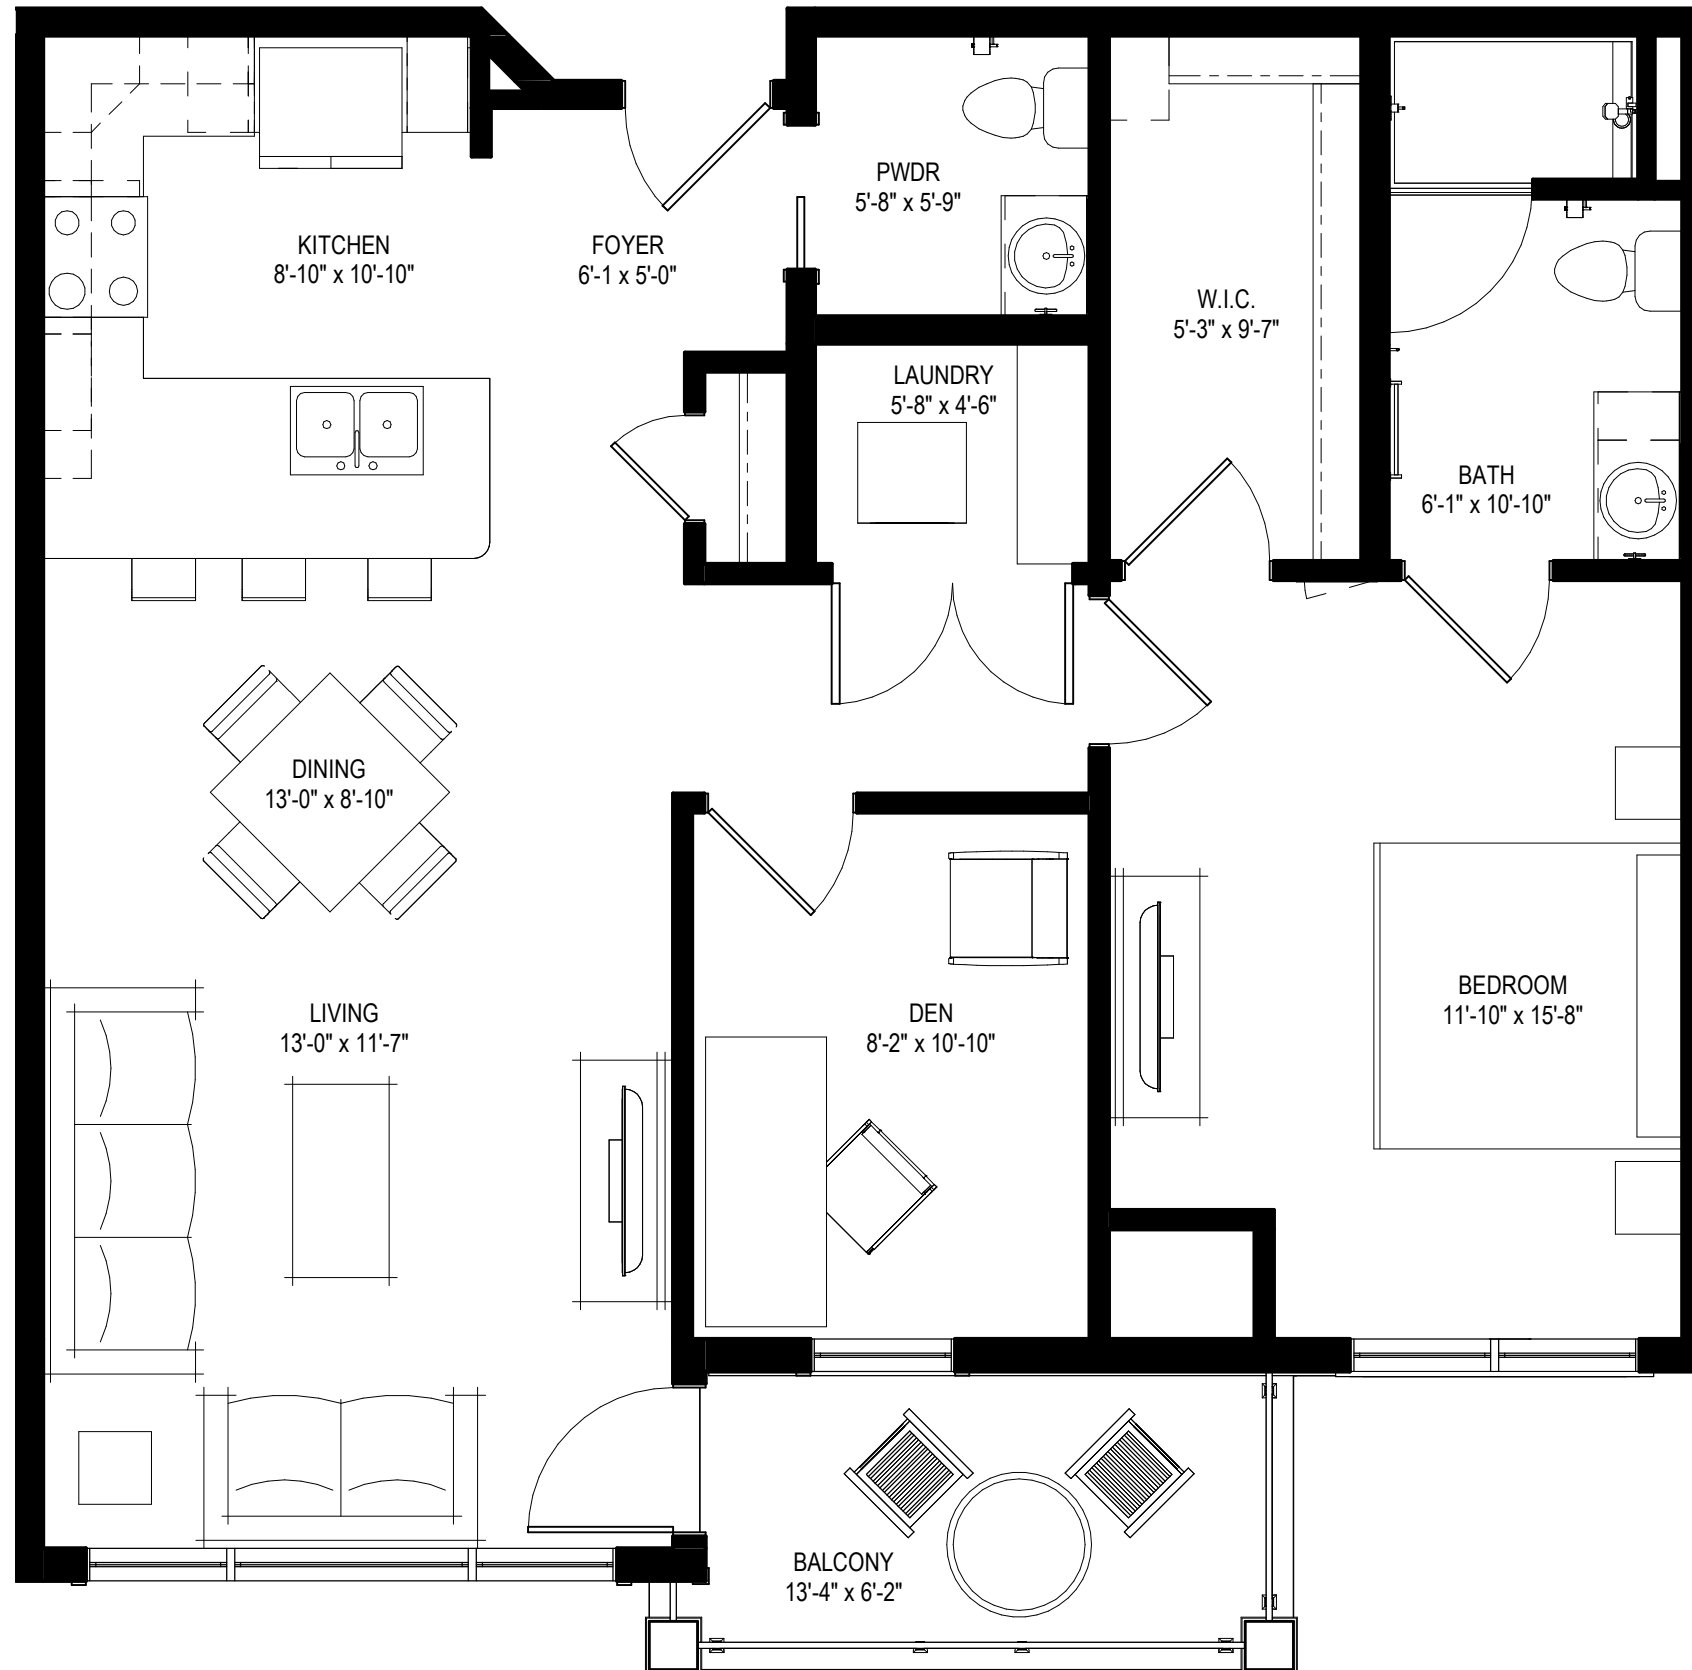 PWDR
5'-8" x 5'-9"
KITCHEN
8'-10" x 10'-10"
FOYER
6'-1 x 5'-0"
W.I.C.
5'-3" x 9'-7"
LAUNDRY
5'-8" x 4'-6"
BATH
6'-1" x 10'-10"
DINING
13'-0" x 8'-10"
LIVING
13'-0" x 11'-7"
DEN
8'-2" x 10'-10"
BEDROOM
11'-10" x 15'-8"
BALCONY
13'-4" x 6'-2"